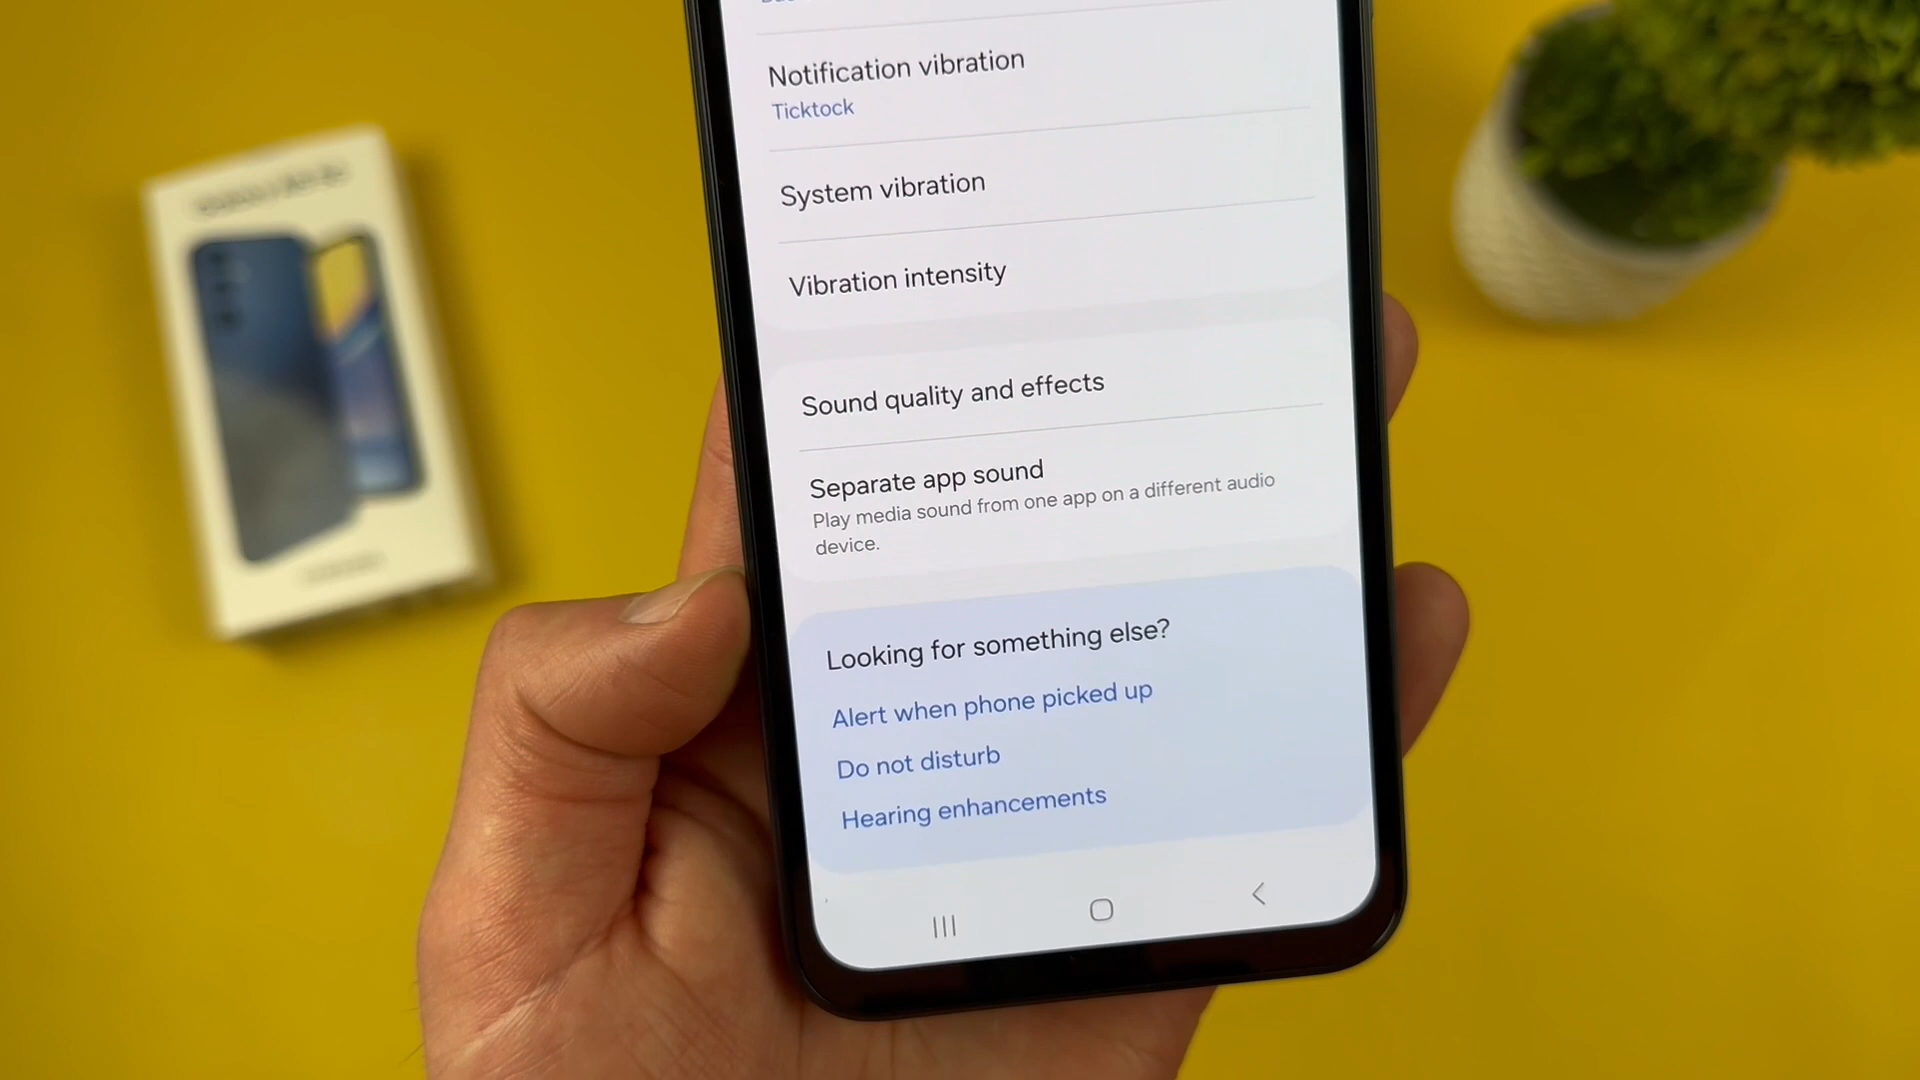 Notification vibration
Ticktock
System vibration
Vibration intensity
Sound quality and effects
Separate app sound
Play media sound from one app on a different audio
device.
Looking for something else?
Alert when phone picked up
Do not disturb
Hearing enhancements